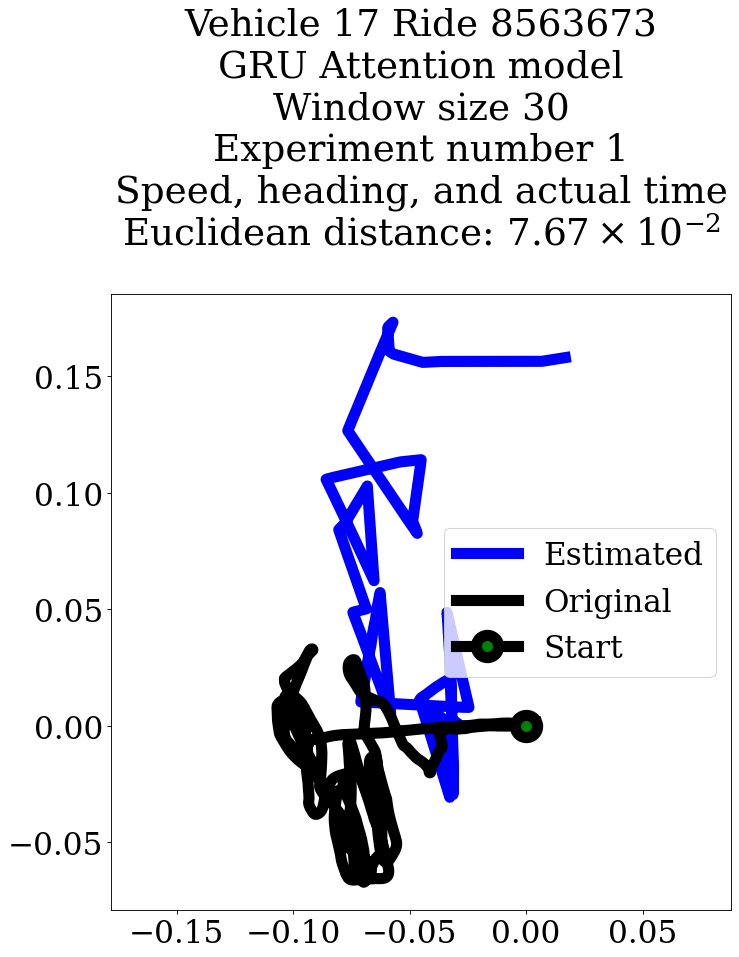 Vehicle 17 Ride 8563673
GRU Attention model
Window size 30
Experiment number 1
Speed, heading, and actual time
Euclidean distance: 7.67 × 10⁻²
0.15
0.10
0.05
0.00
−0.05
Estimated
Original
Start
−0.15 −0.10 −0.05 0.00 0.05